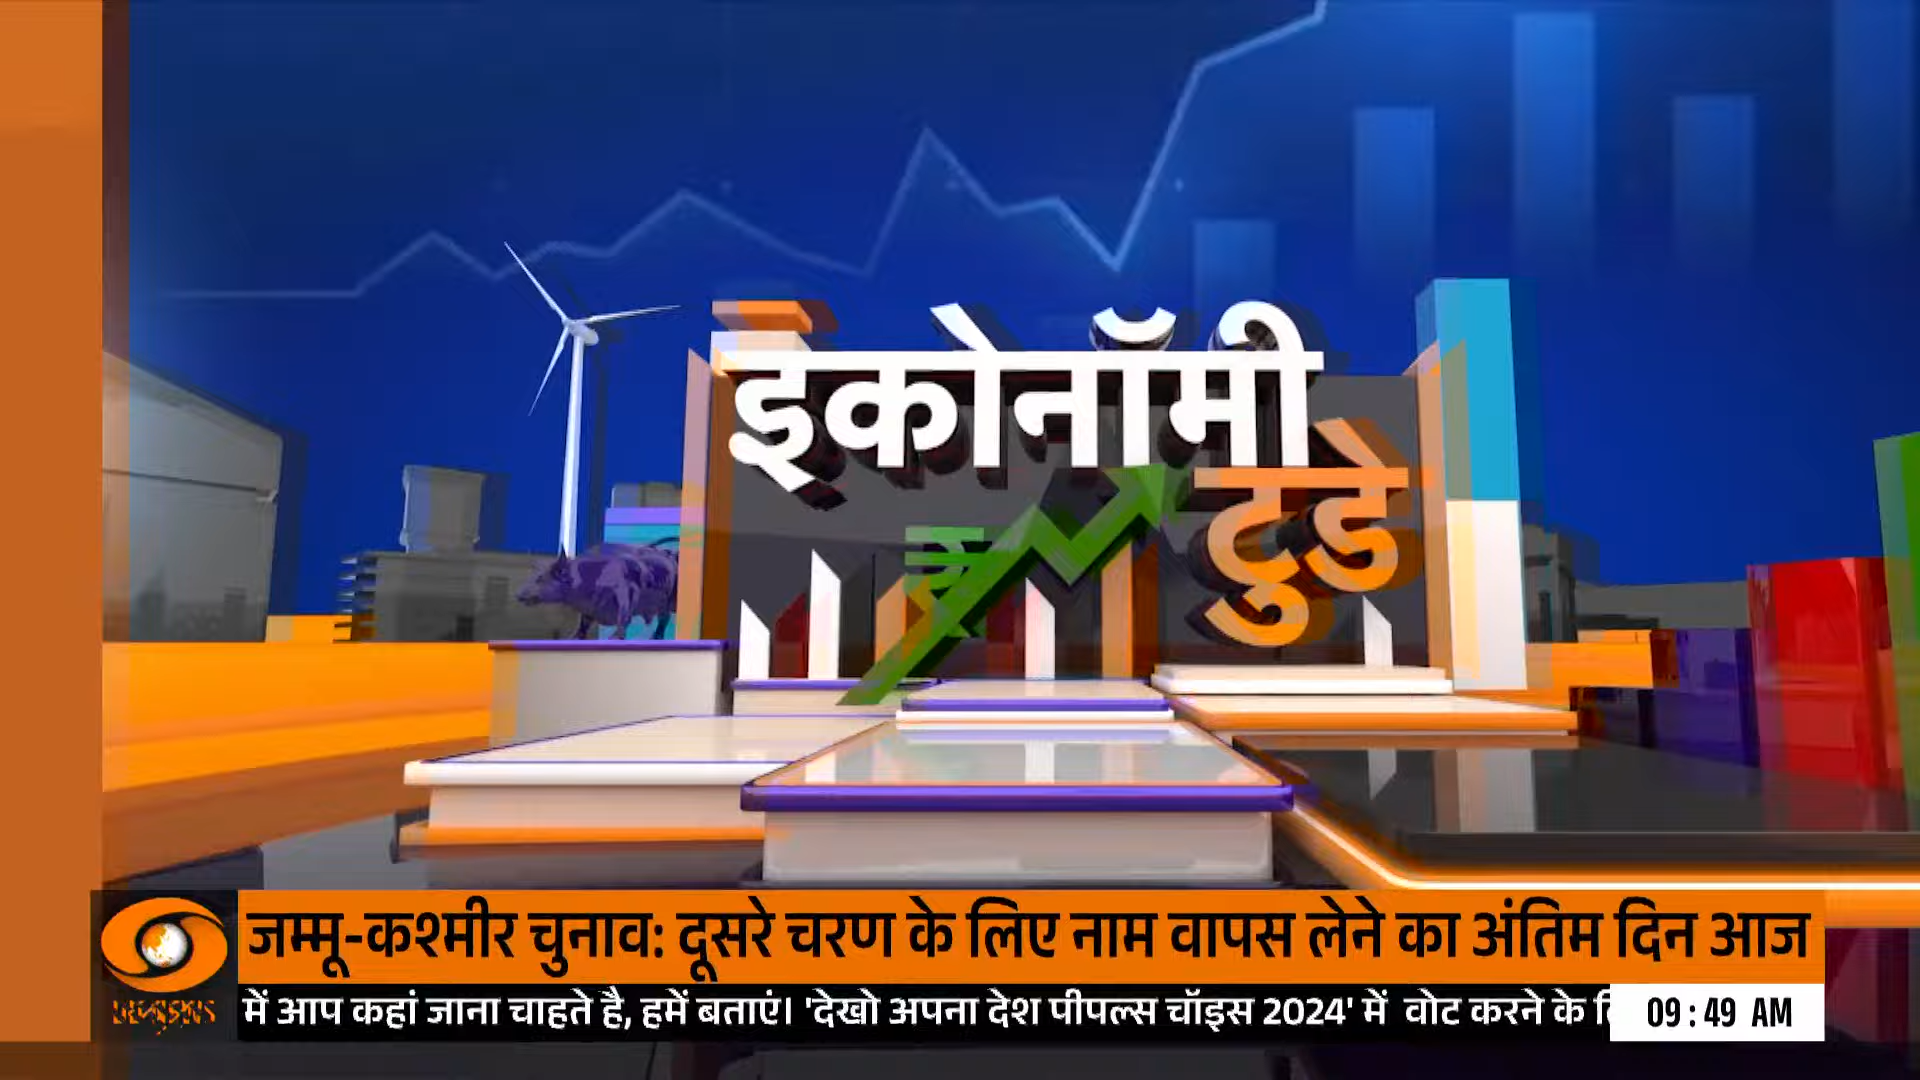 इकोनॉमी
टुडे
जम्मू-कश्मीर चुनाव: दूसरे चरण के लिए नाम वापस लेने का अंतिम दिन आज
में आप कहां जाना चाहते है, हमें बताएं। 'देखो अपना देश पीपल्स चॉइस 2024' में वोट करने के
09:49 AM